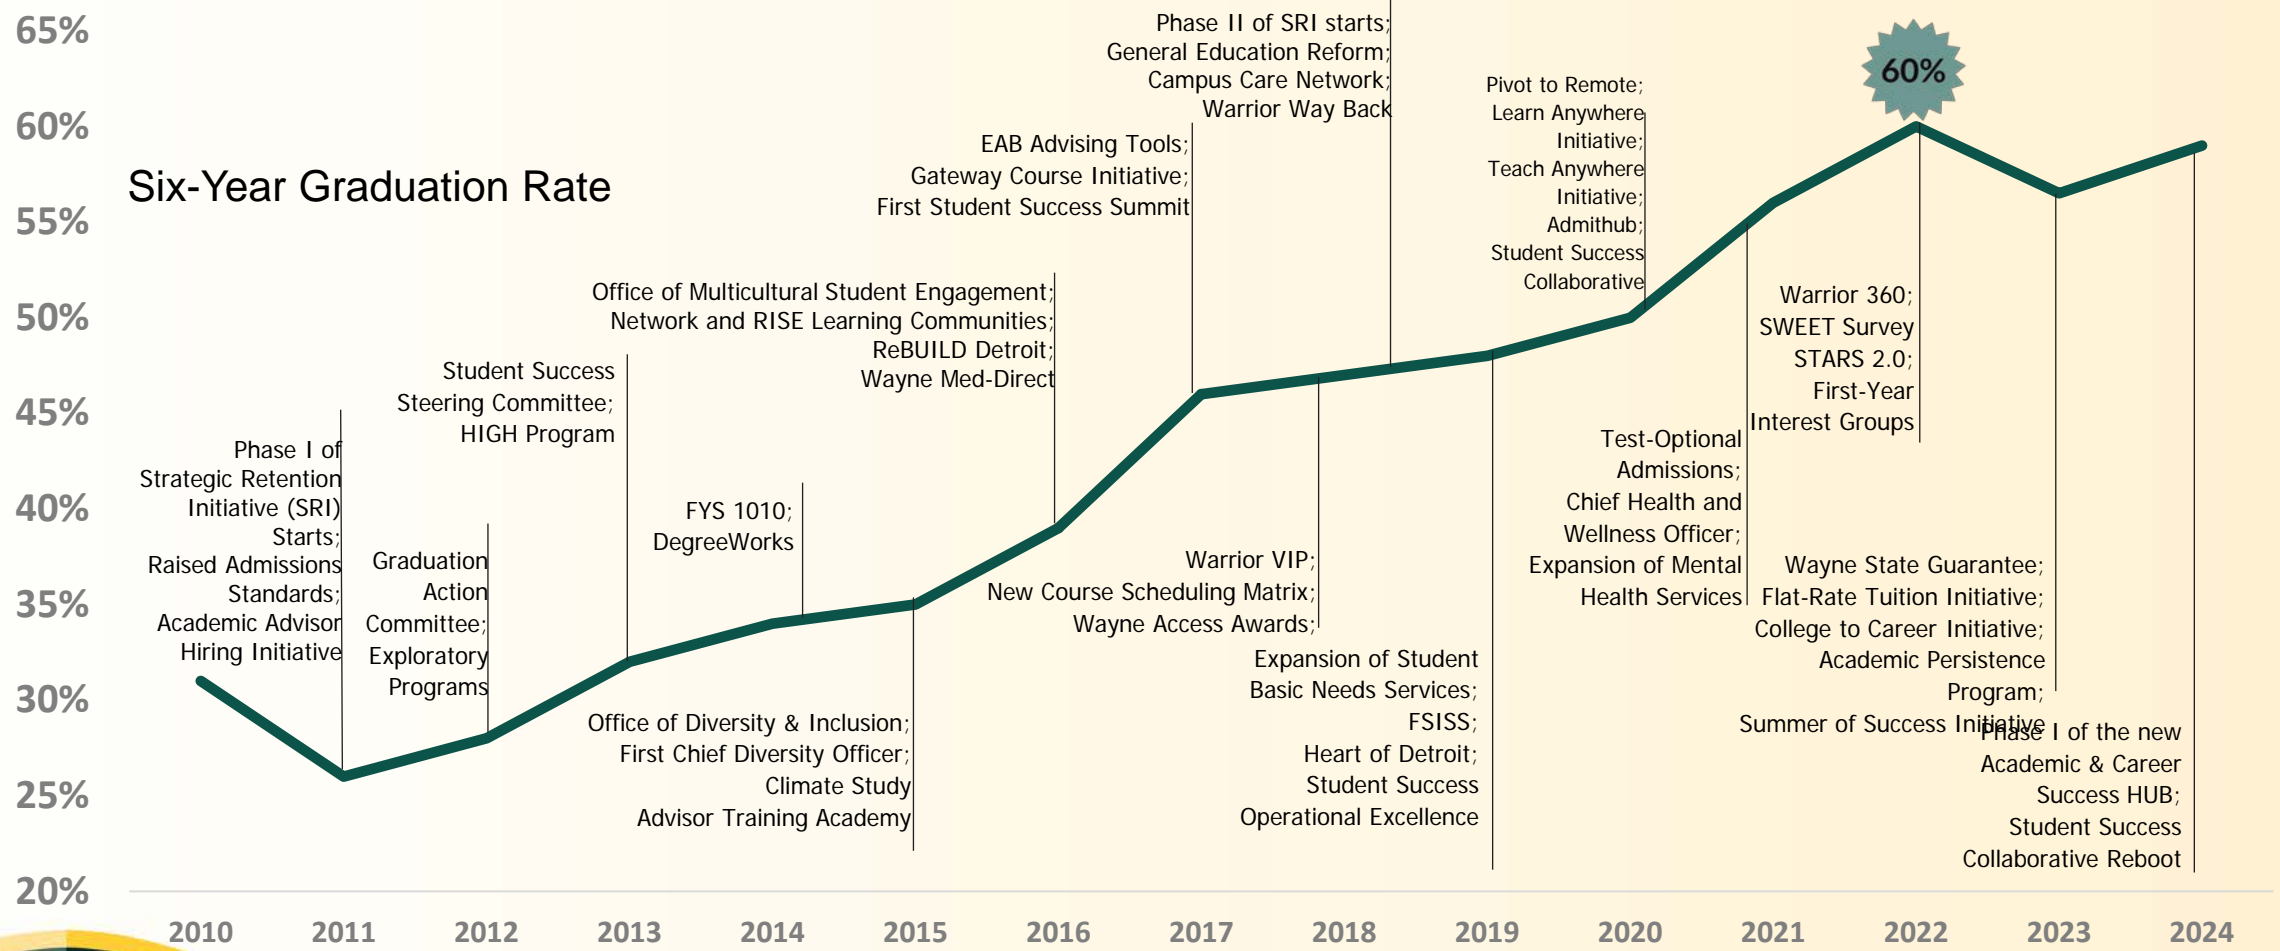 65%
60%
55%
50%
45%
40%
35%
30%
25%
20%
Six-Year Graduation Rate
Phase I of
Strategic Retention
Initiative (SRI)
Starts;
Raised Admissions
Standards;
Academic Advisor
Hiring Initiative
Graduation
Action
Committee;
Exploratory
Programs
Student Success
Steering Committee;
HIGH Program
FYS 1010;
DegreeWorks
Office of Diversity & Inclusion;
First Chief Diversity Officer;
Climate Study
Advisor Training Academy
Office of Multicultural Student Engagement;
Network and RISE Learning Communities;
ReBUILD Detroit;
Wayne Med-Direct
EAB Advising Tools;
Gateway Course Initiative;
First Student Success Summit
Warrior VIP;
New Course Scheduling Matrix;
Wayne Access Awards;
Phase II of SRI starts;
General Education Reform;
Campus Care Network;
Warrior Way Back
Expansion of Student
Basic Needs Services;
FSISS;
Heart of Detroit;
Student Success
Operational Excellence
Pivot to Remote;
Learn Anywhere
Initiative;
Teach Anywhere
Initiative;
Admithub;
Student Success
Collaborative
Test-Optional
Admissions;
Chief Health and
Wellness Officer;
Expansion of Mental
Health Services
60%
Warrior 360;
SWEET Survey
STARS 2.0;
First-Year
Interest Groups
Wayne State Guarantee;
Flat-Rate Tuition Initiative;
College to Career Initiative;
Academic Persistence
Program;
Summer of Success Initiative
Phase I of the new
Academic & Career
Success HUB;
Student Success
Collaborative Reboot
2010 2011 2012 2013 2014 2015 2016 2017 2018 2019 2020 2021 2022 2023 2024